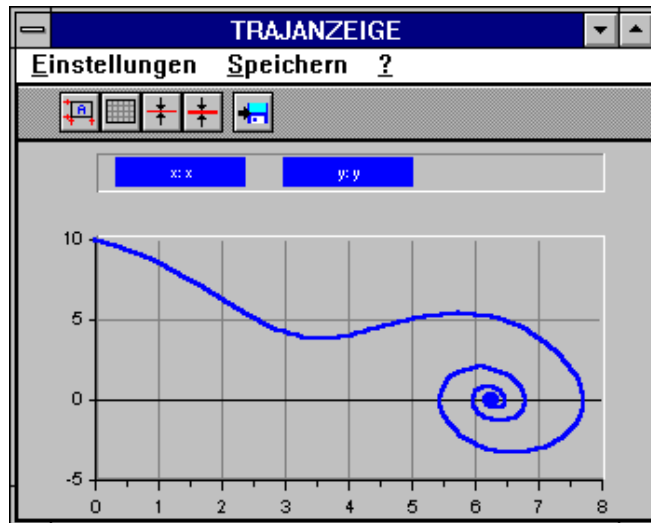 TRAJANZEIGE
Einstellungen Speichern ?
A
x: x y: y
10
5
0
-5
0 1 2 3 4 5 6 7 8